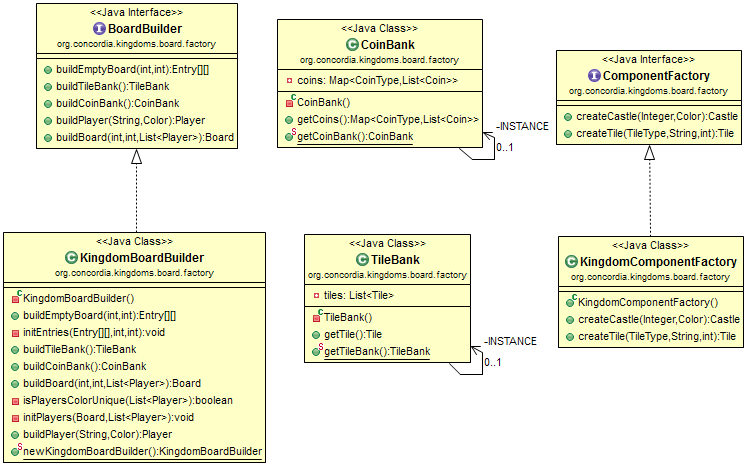 <<Java Interface>>
BoardBuilder
org.concordia.kingdoms.board.factory
buildEmptyBoard(int,int):Entry[][]
buildTileBank():TileBank
buildCoinBank():CoinBank
buildPlayer(String,Color):Player
buildBoard(int,int,List<Player>):Board
<<Java Class>>
CoinBank
org.concordia.kingdoms.board.factory
coins: Map<CoinType,List<Coin>>
CoinBank()
getCoins():Map<CoinType,List<Coin>>
getCoinBank():CoinBank
-INSTANCE
0..1
<<Java Interface>>
ComponentFactory
org.concordia.kingdoms.board.factory
createCastle(Integer,Color):Castle
createTile(TileType,String,int):Tile
<<Java Class>>
KingdomBoardBuilder
org.concordia.kingdoms.board.factory
KingdomBoardBuilder()
buildEmptyBoard(int,int):Entry[][]
initEntries(Entry[][],int,int):void
buildTileBank():TileBank
buildCoinBank():CoinBank
buildBoard(int,int,List<Player>):Board
isPlayersColorUnique(List<Player>):boolean
initPlayers(Board,List<Player>):void
buildPlayer(String,Color):Player
newKingdomBoardBuilder():KingdomBoardBuilder
<<Java Class>>
TileBank
org.concordia.kingdoms.board.factory
tiles: List<Tile>
TileBank()
getTile():Tile
getTileBank():TileBank
-INSTANCE
0..1
<<Java Class>>
KingdomComponentFactory
org.concordia.kingdoms.board.factory
KingdomComponentFactory()
createCastle(Integer,Color):Castle
createTile(TileType,String,int):Tile